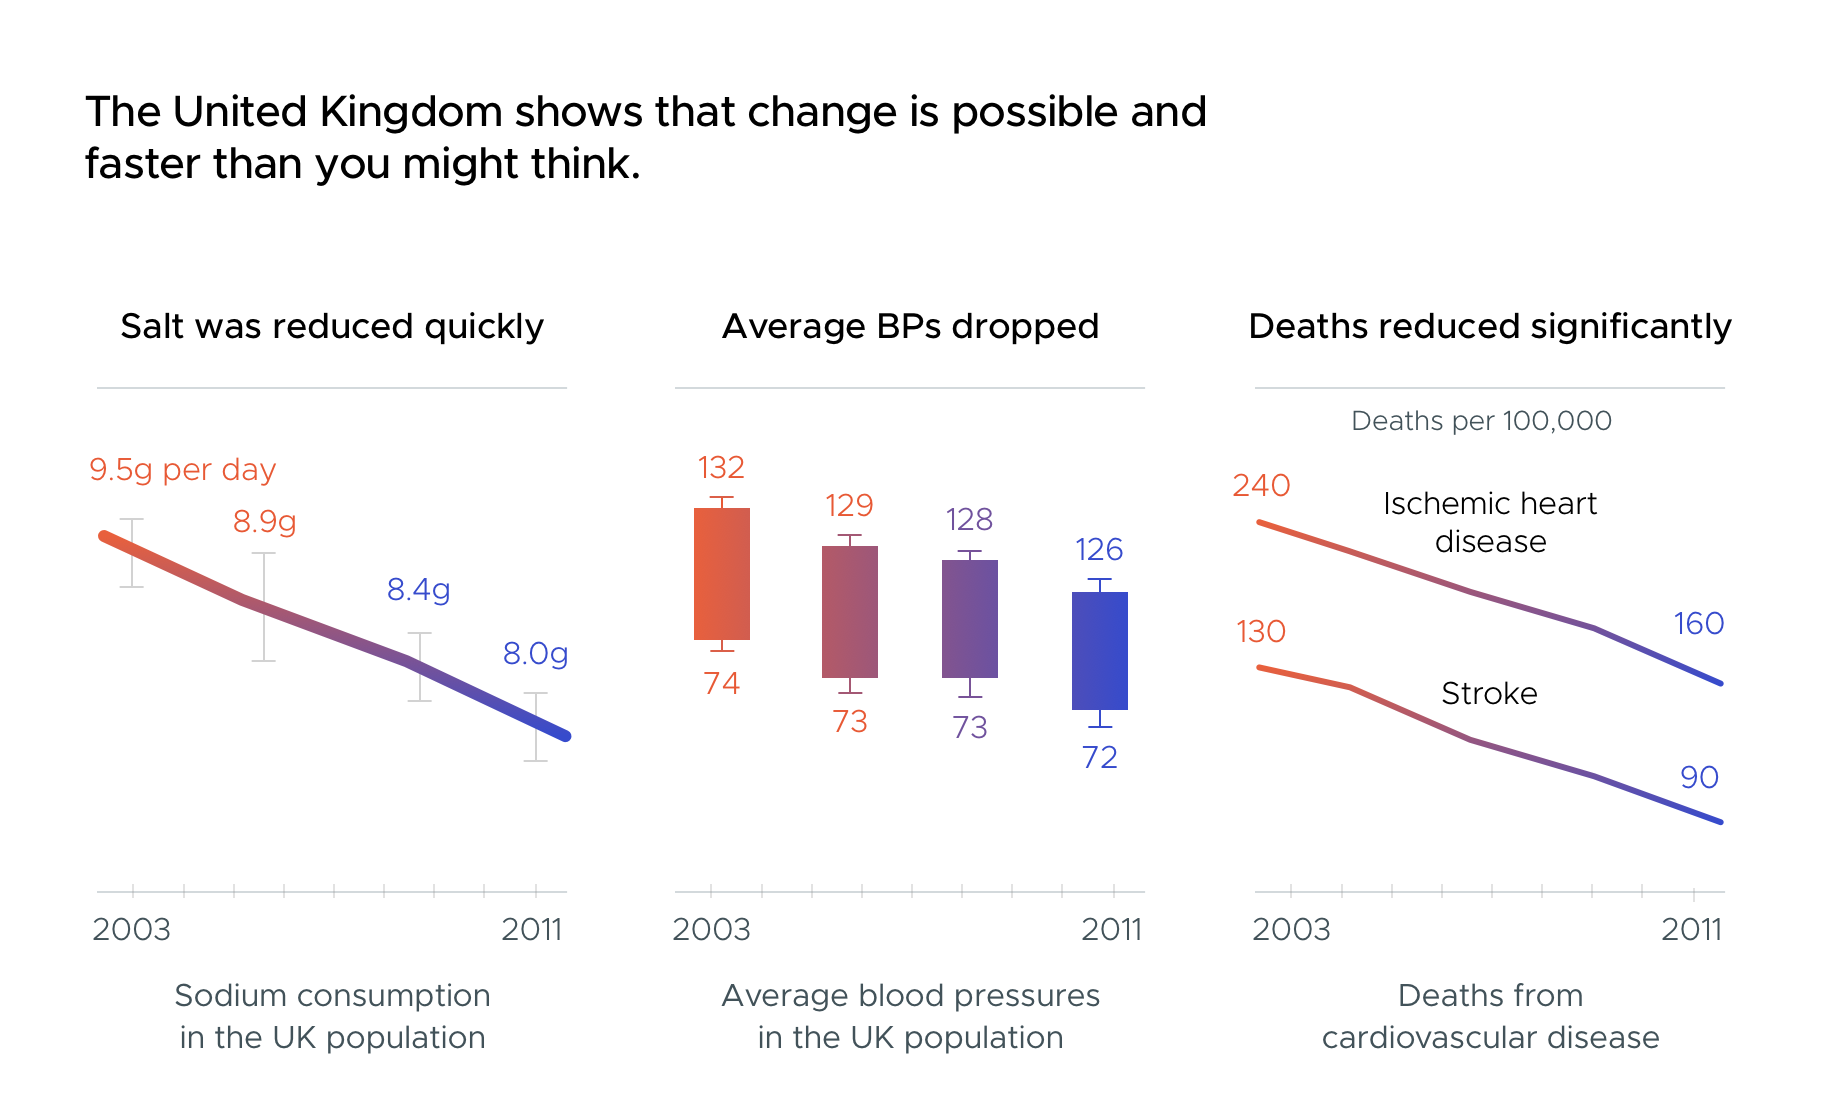 The United Kingdom shows that change is possible and
faster than you might think.
Salt was reduced quickly
9.5g per day
8.9g
8.4g
8.0g
2003
2011
Sodium consumption
in the UK population
Average BPs dropped
132
129
128
126
74
73
73
72
2003
2011
Average blood pressures
in the UK population
Deaths reduced significantly
Deaths per 100,000
240
Ischemic heart
disease
160
130
Stroke
90
2003
2011
Deaths from
cardiovascular disease